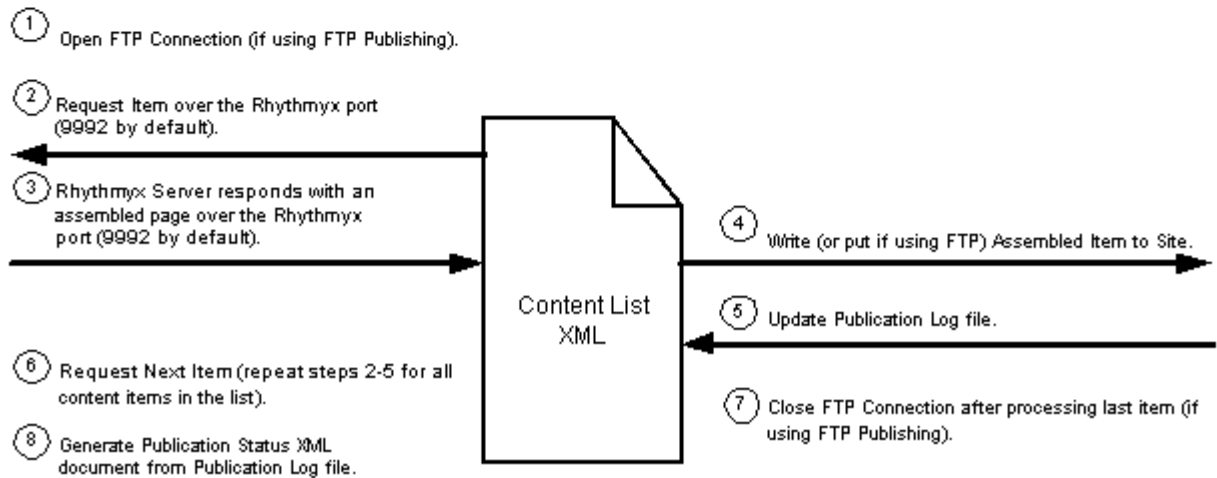 1
Open FTP Connection (if using FTP Publishing).
2
Request Item over the Rhythmyx port
(9992 by default).
3
Rhythmyx Server responds with an
assembled page over the Rhythmyx
port (9992 by default).
4
Write (or put if using FTP) Assembled Item to Site.
Content List
XML
5
Update Publication Log file.
6
Request Next Item (repeat steps 2-5 for all
content items in the list).
7
Close FTP Connection after processing last item (if
using FTP Publishing).
8
Generate Publication Status XML
document from Publication Log file.